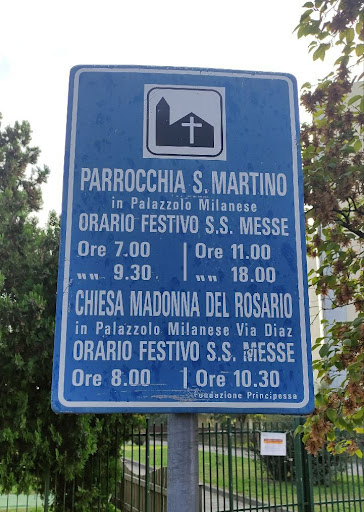 PARROCCHIA S. MARTINO
in Palazzolo Milanese
ORARIO FESTIVO S.S. MESSE
Ore 7.00 | Ore 11.00
" " 9.30 | " " 18.00
CHIESA MADONNA DEL ROSARIO
in Palazzolo Milanese Via Diaz
ORARIO FESTIVO S.S. MESSE
Ore 8.00 | Ore 10.30
Fondazione Principessa